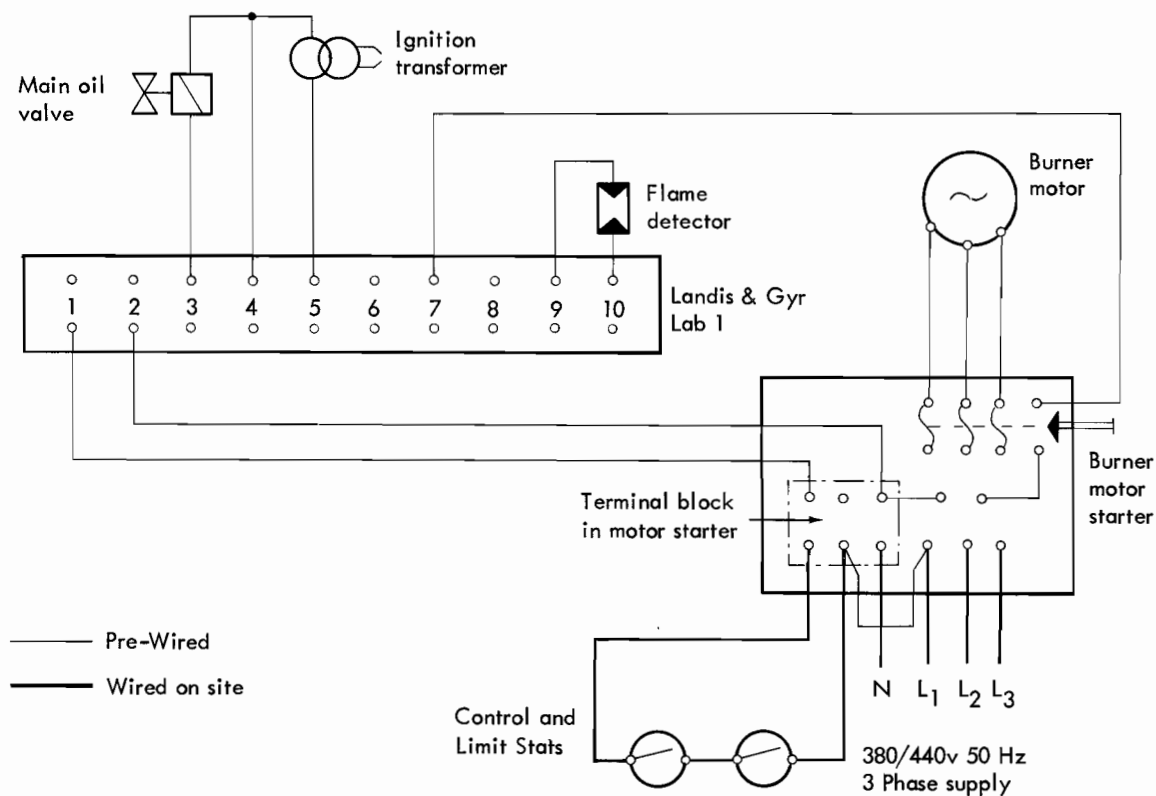 Ignition
transformer
Main oil
valve
Burner
motor
Flame
detector
1 2 3 4 5 6 7 8 9 10
Landis & Gyr
Lab 1
Burner
motor
starter
Terminal block
in motor starter
Pre-Wired
Wired on site
N L1 L2 L3
Control and
Limit Stats
380/440v 50 Hz
3 Phase supply